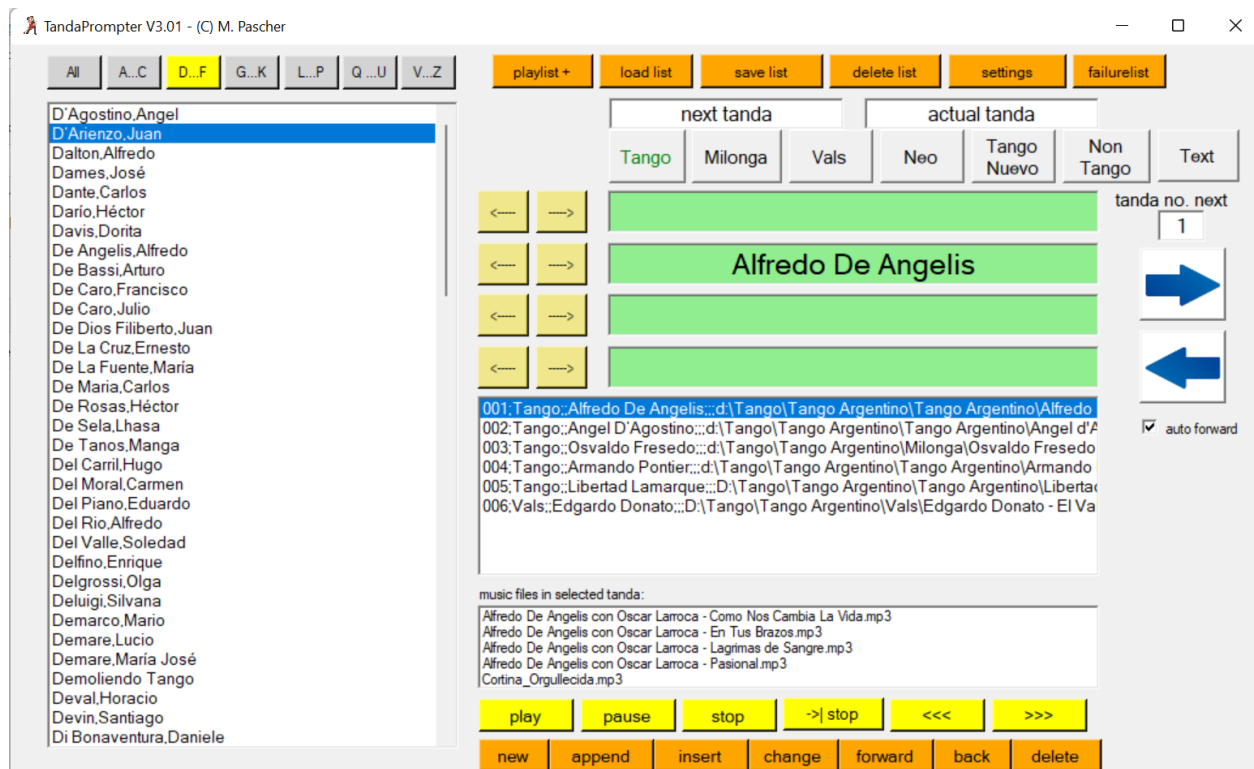 TandaPrompter V3.01 - (C) M. Pascher
All A...C D...F G...K L...P Q ...U V...Z
playlist + load list save list delete list settings failurelist
D´Agostino,Angel
D´Arienzo,Juan
Dalton,Alfredo
Dames,José
Dante,Carlos
Darío,Héctor
Davis,Dorita
De Angelis,Alfredo
De Bassi,Arturo
De Caro,Francisco
De Caro,Julio
De Dios Filiberto,Juan
De La Cruz,Ernesto
De La Fuente,María
De Maria,Carlos
De Rosas,Héctor
De Sela,Lhasa
De Tanos,Manga
Del Carril,Hugo
Del Moral,Carmen
Del Piano,Eduardo
Del Rio,Alfredo
Del Valle,Soledad
Delfino,Enrique
Delgrossi,Olga
Deluigi,Silvana
Demarco,Mario
Demare,Lucio
Demare,María José
Demoliendo Tango
Deval,Horacio
Devin,Santiago
Di Bonaventura,Daniele
next tanda actual tanda
Tango Milonga Vals Neo Tango Nuevo Non Tango Text
<---- ---->
tanda no. next
1
<---- ---->
Alfredo De Angelis
<---- ---->
<---- ---->
001;Tango;;Alfredo De Angelis;;;d:\Tango\Tango Argentino\Tango Argentino\Alfredo
002;Tango;;Angel D´Agostino;;;d:\Tango\Tango Argentino\Tango Argentino\Angel d'A
003;Tango;;Osvaldo Fresedo;;;d:\Tango\Tango Argentino\Milonga\Osvaldo Fresedo
004;Tango;;Armando Pontier;;;d:\Tango\Tango Argentino\Tango Argentino\Armando
005;Tango;;Libertad Lamarque;;;D:\Tango\Tango Argentino\Tango Argentino\Libertad
006;Vals;;Edgardo Donato;;;D:\Tango\Tango Argentino\Vals\Edgardo Donato - El Va
auto forward
music files in selected tanda:
Alfredo De Angelis con Oscar Larroca - Como Nos Cambia La Vida.mp3
Alfredo De Angelis con Oscar Larroca - En Tus Brazos.mp3
Alfredo De Angelis con Oscar Larroca - Lagrimas de Sangre.mp3
Alfredo De Angelis con Oscar Larroca - Pasional.mp3
Cortina_Orgullecida.mp3
play pause stop ->| stop <<< >>>
new append insert change forward back delete